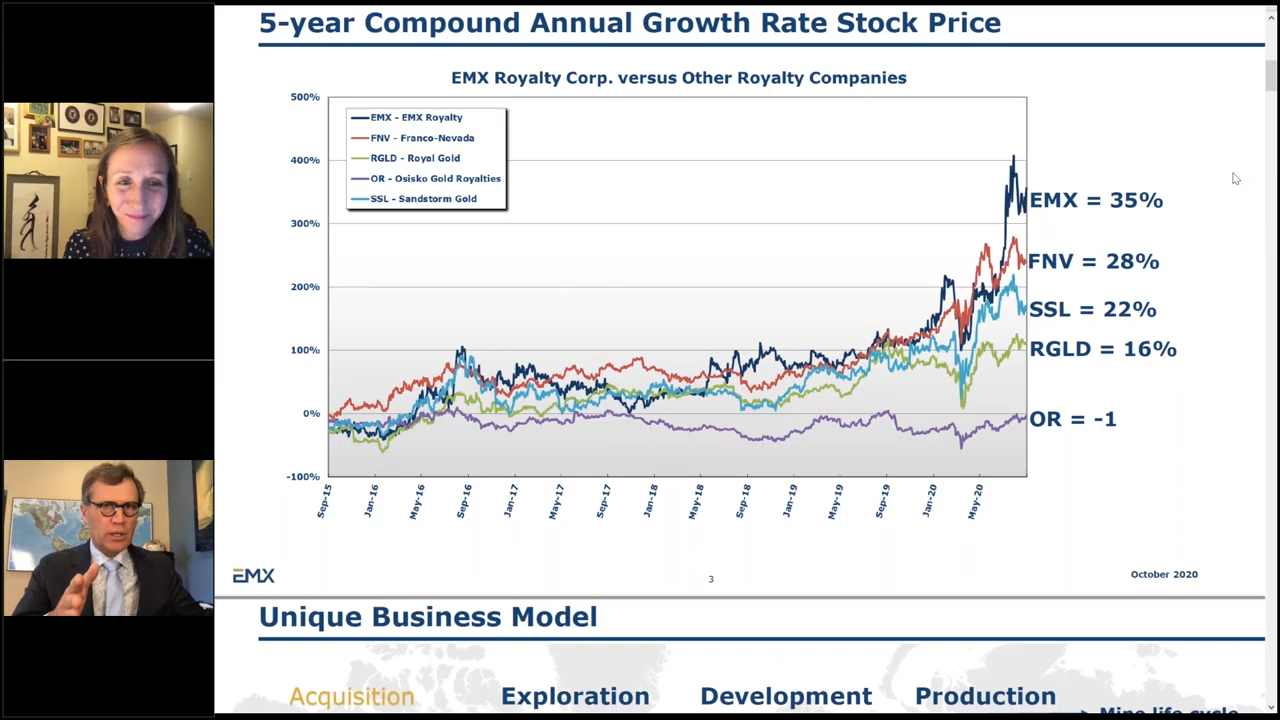 5-year Compound Annual Growth Rate Stock Price
EMX Royalty Corp. versus Other Royalty Companies
500%
400%
300%
200%
100%
0%
-100%
EMX - EMX Royalty
FNV - Franco-Nevada
RGLD - Royal Gold
OR - Osisko Gold Royalties
SSL - Sandstorm Gold
EMX = 35%
FNV = 28%
SSL = 22%
RGLD = 16%
OR = -1
Sep-15
Jan-16
May-16
Sep-16
Jan-17
May-17
Sep-17
Jan-18
May-18
Sep-18
Jan-19
May-19
Sep-19
Jan-20
May-20
EMX
3
October 2020
Unique Business Model
Acquisition Exploration Development Production
Mine life cycle